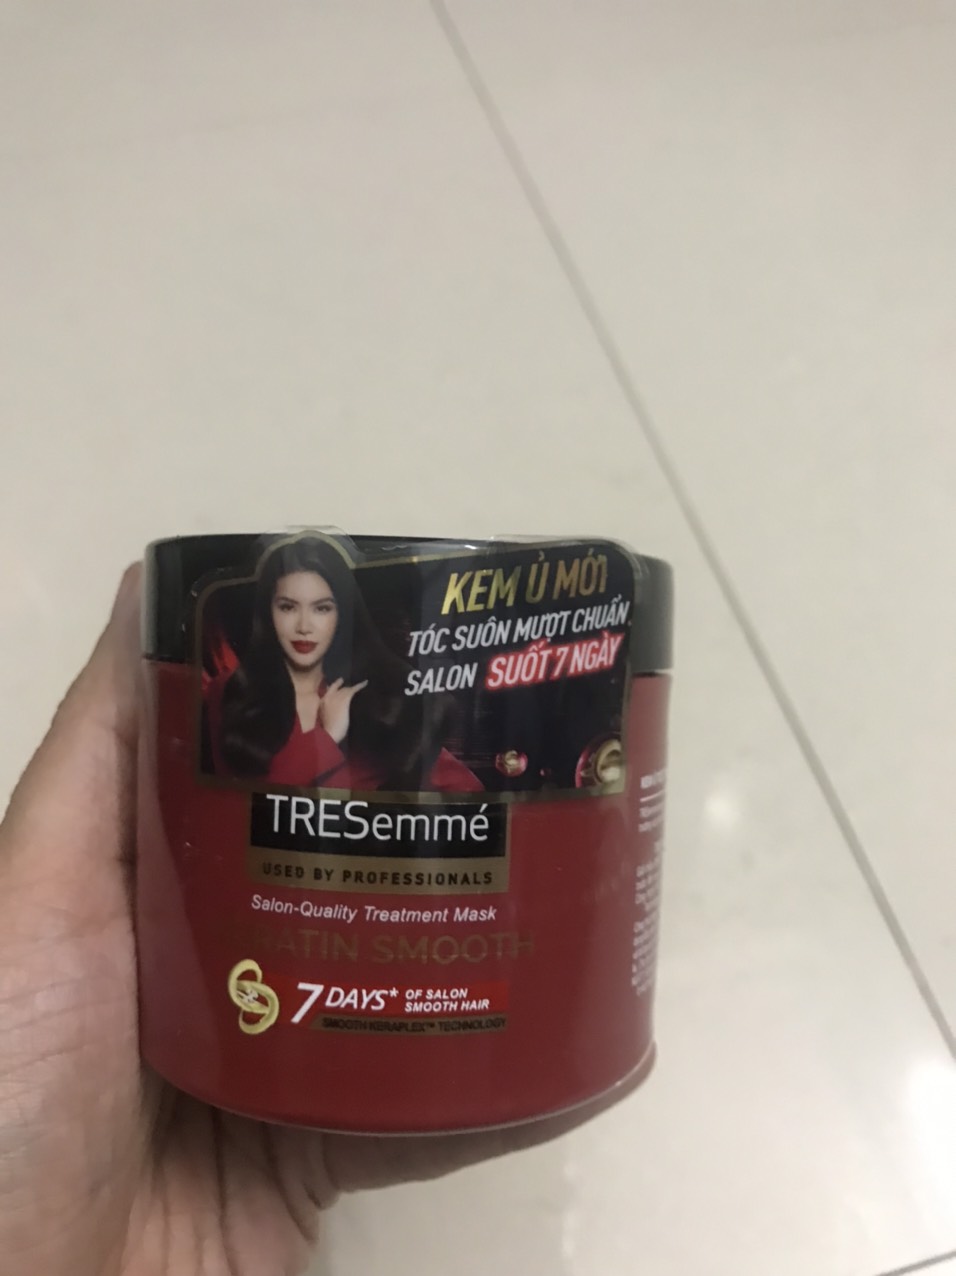 KEM Ủ MỚI
TÓC SUÔN MƯỢT CHUẨN
SALON SUỐT 7 NGÀY
TRESemmé
USED BY PROFESSIONALS
Salon-Quality Treatment Mask
SMOOTH
7 DAYS* OF SALON
SMOOTH HAIR
SMOOTH KERAPLEX™ TECHNOLOGY